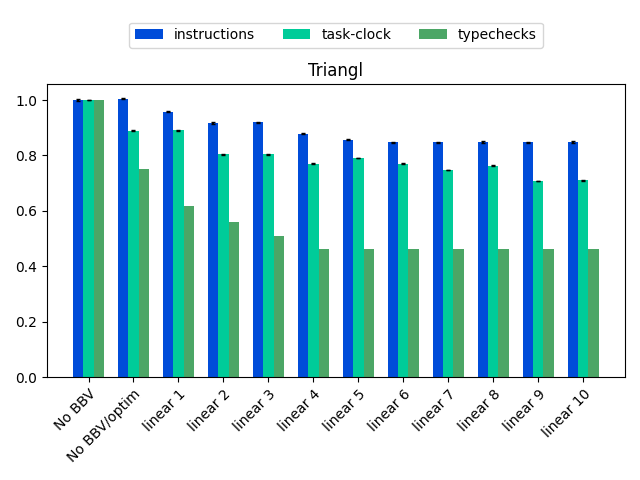 instructions task-clock typechecks
Triangl
1.0
0.8
0.6
0.4
0.2
0.0
No BBV
No BBV/optim
linear 1
linear 2
linear 3
linear 4
linear 5
linear 6
linear 7
linear 8
linear 9
linear 10